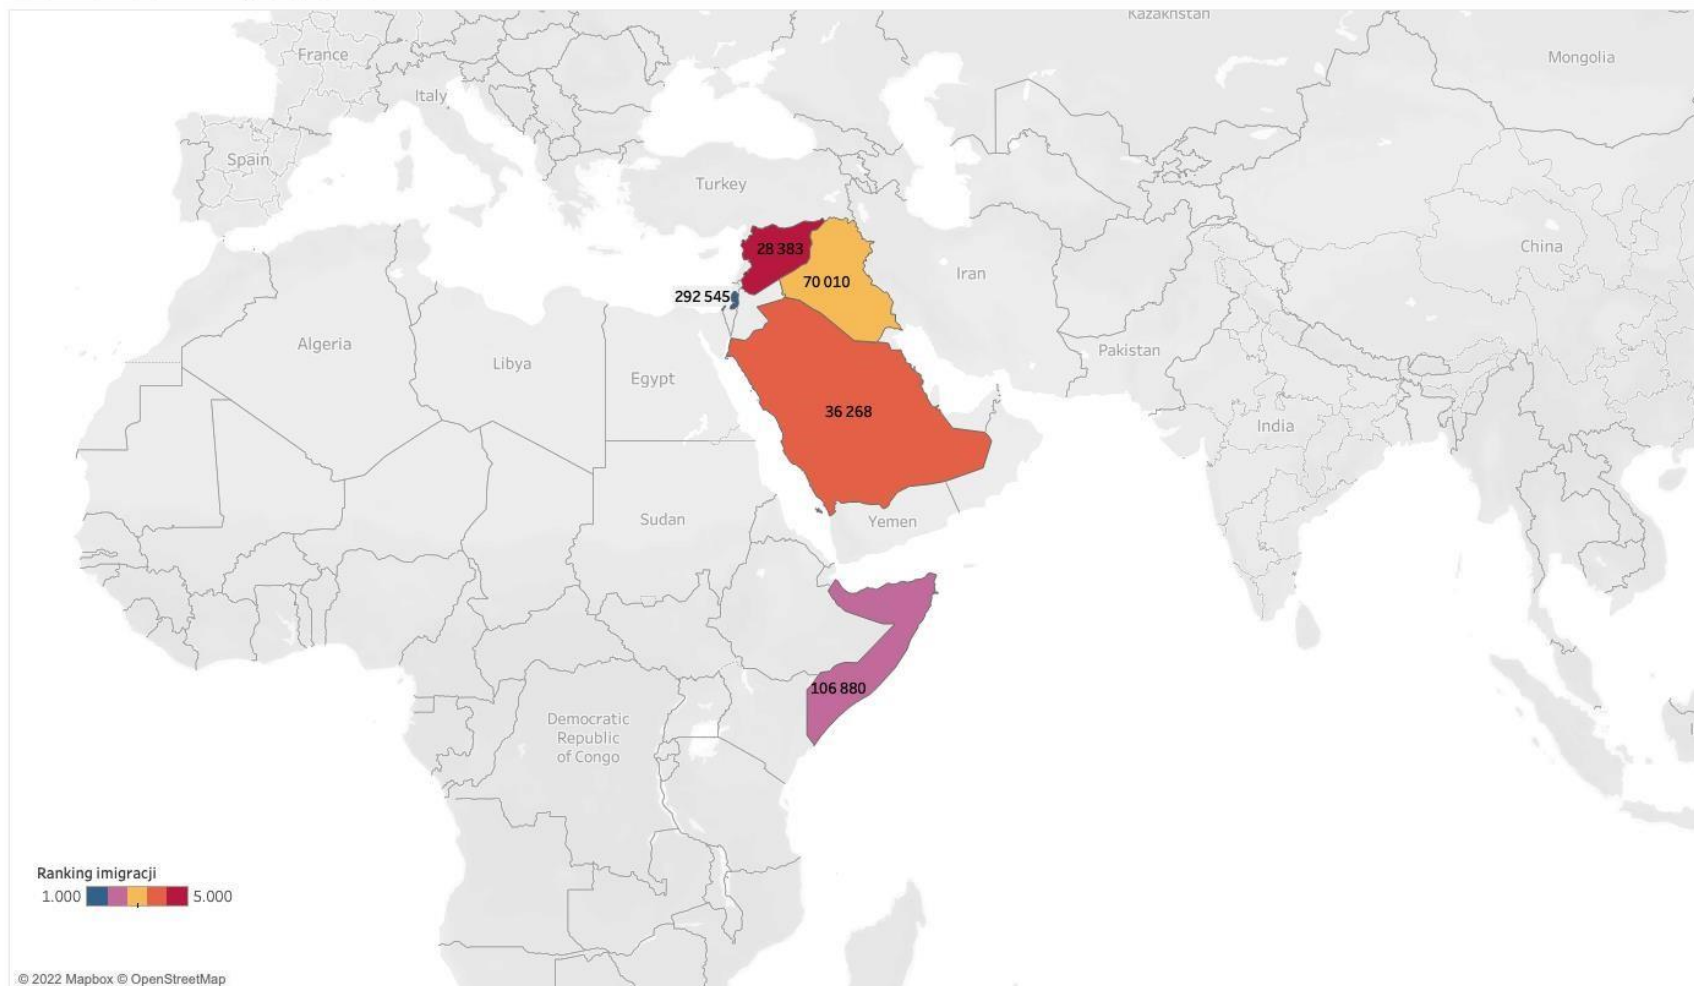 Kazakhstan
Mongolia
France
Italy
Spain
Turkey
28 383
China
Iran
70 010
292 545
Algeria
Pakistan
Libya
Egypt
36 268
India
Sudan
Yemen
106 880
Democratic
Republic
of Congo
Ranking imigracji
1.000 5.000
© 2022 Mapbox © OpenStreetMap